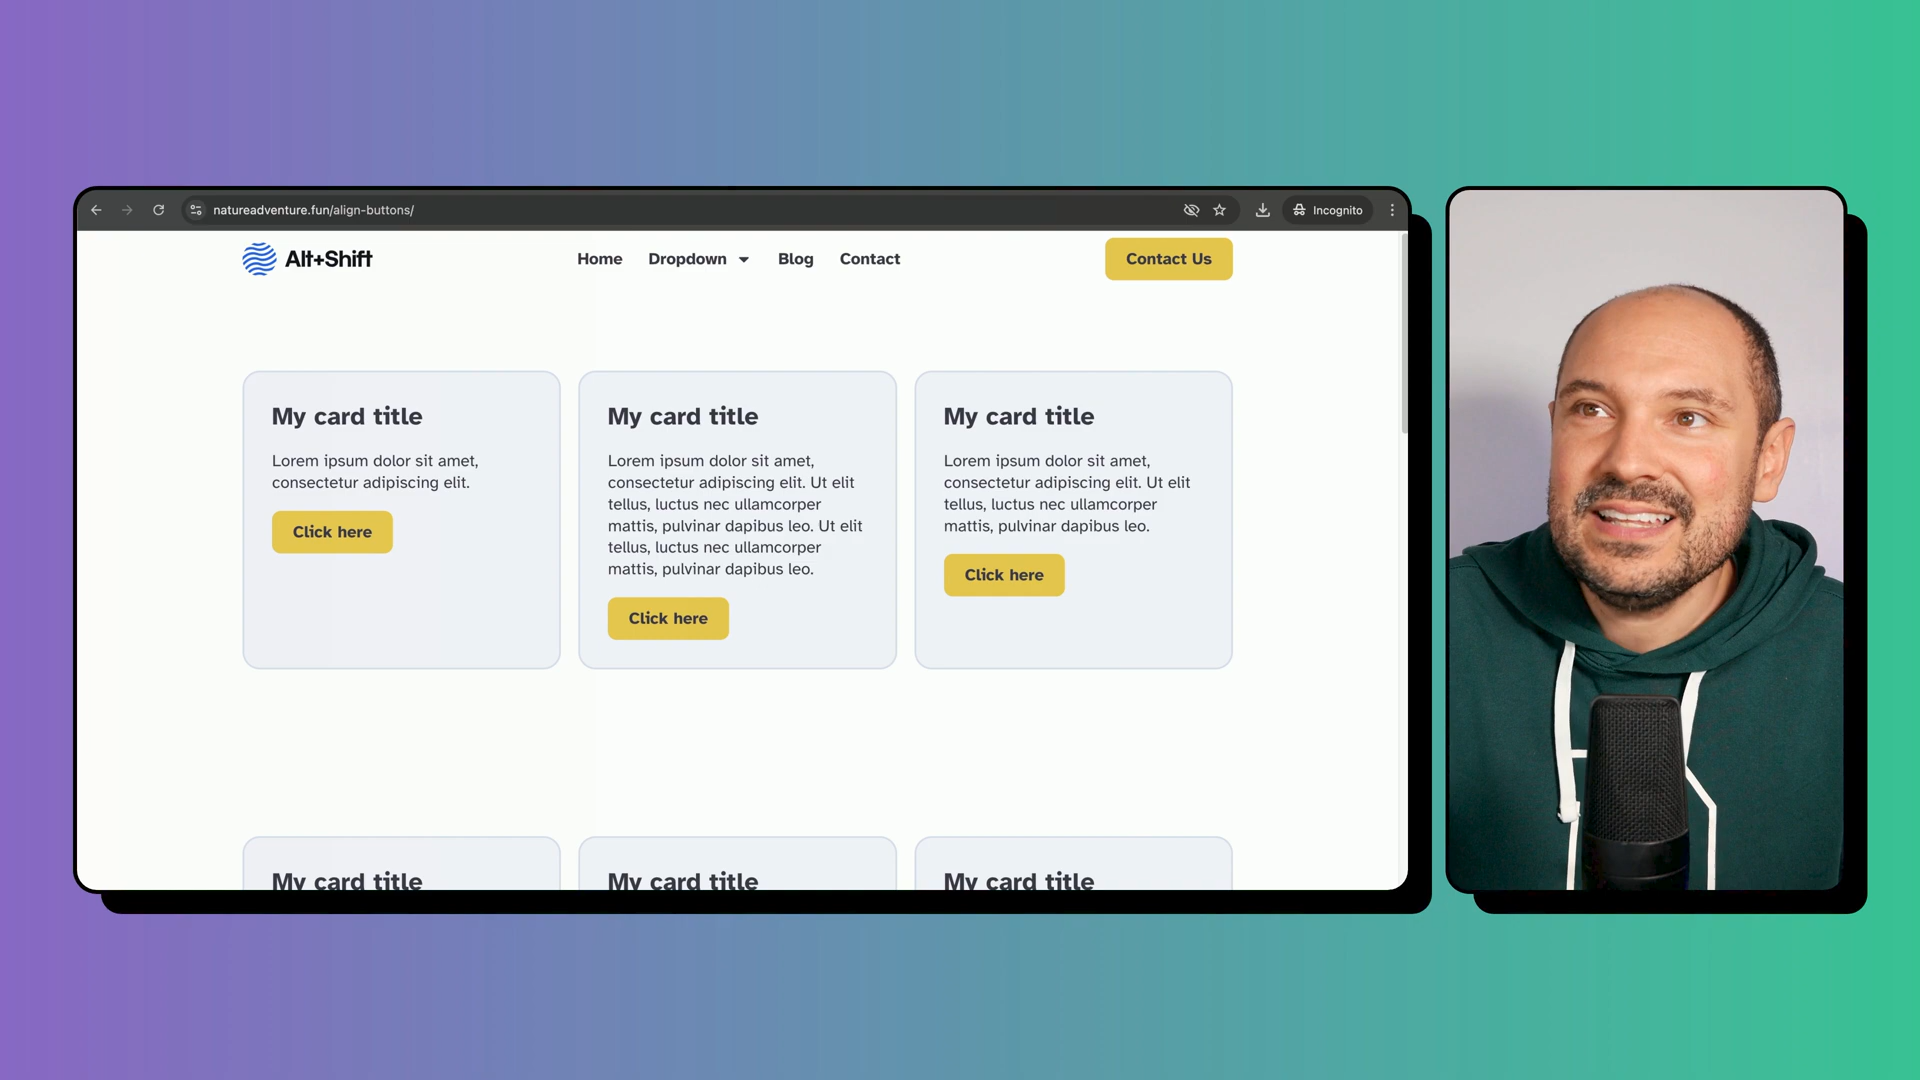 natureadventure.fun/align-buttons/
Incognito
Alt+Shift
Home
Dropdown
Blog
Contact
Contact Us
My card title
Lorem ipsum dolor sit amet,
consectetur adipiscing elit.
Click here
My card title
Lorem ipsum dolor sit amet,
consectetur adipiscing elit. Ut elit
tellus, luctus nec ullamcorper
mattis, pulvinar dapibus leo. Ut elit
tellus, luctus nec ullamcorper
mattis, pulvinar dapibus leo.
Click here
My card title
Lorem ipsum dolor sit amet,
consectetur adipiscing elit. Ut elit
tellus, luctus nec ullamcorper
mattis, pulvinar dapibus leo.
Click here
My card title
My card title
My card title